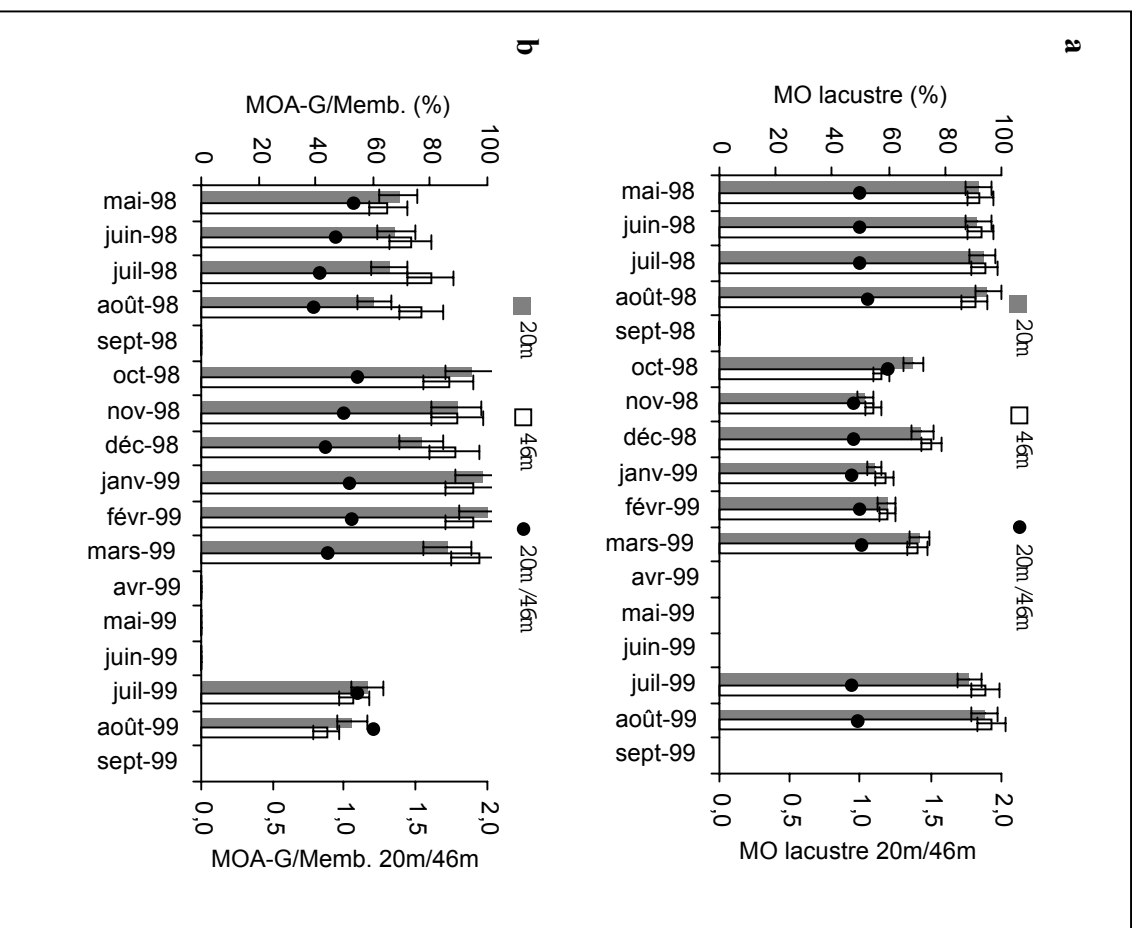 a
20m 46m 20m/46m
MO lacustre (%)
0 20 40 60 80 100
mai-98
juin-98
juil-98
août-98
sept-98
oct-98
nov-98
déc-98
janv-99
févr-99
mars-99
avr-99
mai-99
juin-99
juil-99
août-99
sept-99
0,0 0,5 1,0 1,5 2,0
MO lacustre 20m/46m
b
20m 46m 20m/46m
MOA-G/Memb. (%)
0 20 40 60 80 100
mai-98
juin-98
juil-98
août-98
sept-98
oct-98
nov-98
déc-98
janv-99
févr-99
mars-99
avr-99
mai-99
juin-99
juil-99
août-99
sept-99
0,0 0,5 1,0 1,5 2,0
MOA-G/Memb. 20m/46m